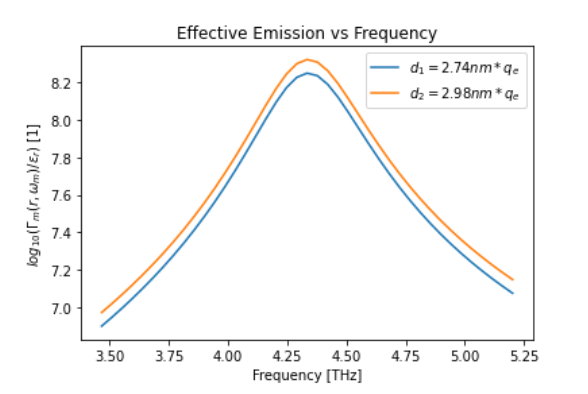 Effective Emission vs Frequency
d₁ = 2.74nm * qₑ
d₂ = 2.98nm * qₑ
log₁₀(Γₘ(r, ωₘ)/εᵣ) [1]
8.2
8.0
7.8
7.6
7.4
7.2
7.0
3.50 3.75 4.00 4.25 4.50 4.75 5.00 5.25
Frequency [THz]